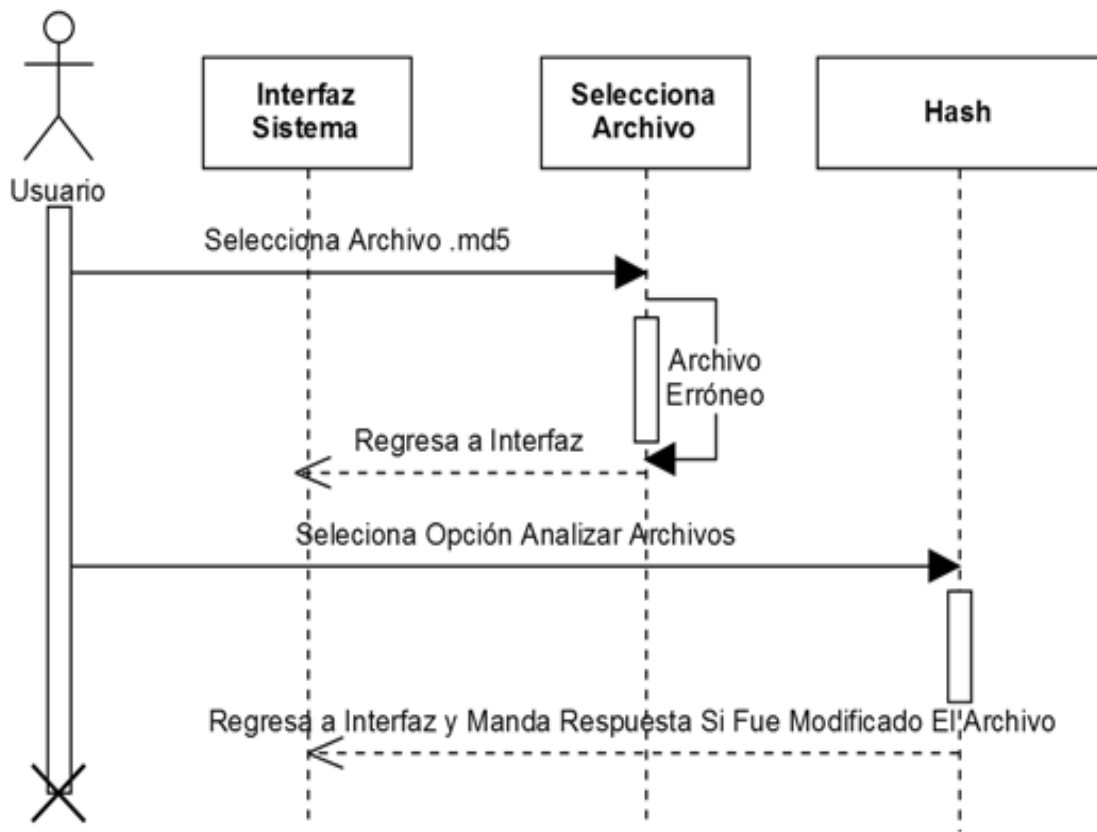 Interfaz
Sistema
Selecciona
Archivo
Hash
Usuario
Selecciona Archivo .md5
Archivo
Erróneo
Regresa a Interfaz
Seleciona Opción Analizar Archivos
Regresa a Interfaz y Manda Respuesta Si Fue Modificado El Archivo